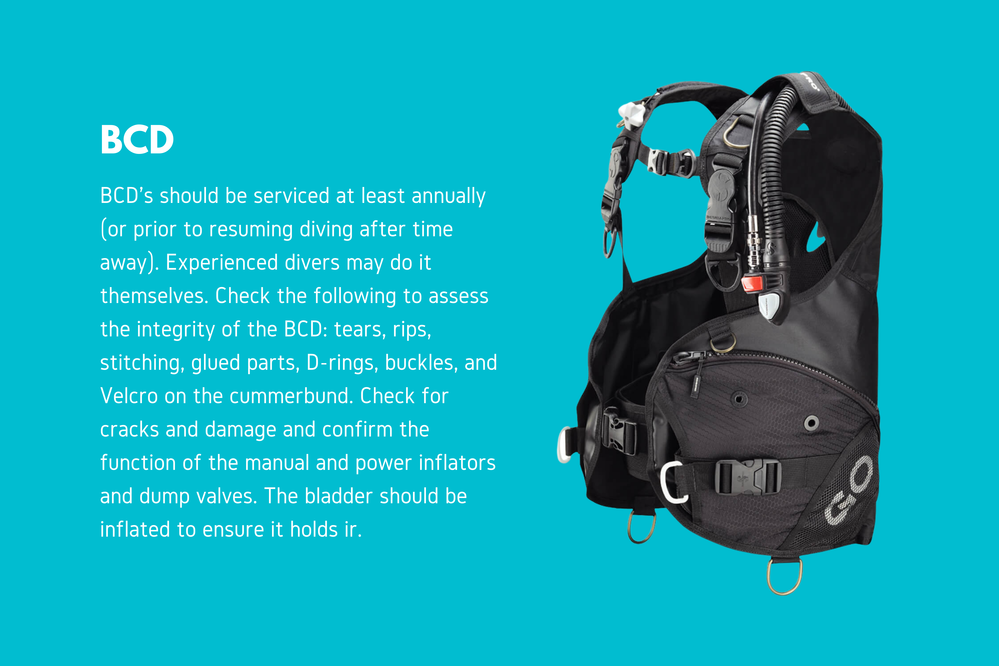 BCD
BCD's should be serviced at least annually
(or prior to resuming diving after time
away). Experienced divers may do it
themselves. Check the following to assess
the integrity of the BCD: tears, rips,
stitching, glued parts, D-rings, buckles, and
Velcro on the cummerbund. Check for
cracks and damage and confirm the
function of the manual and power inflators
and dump valves. The bladder should be
inflated to ensure it holds ir.
GO